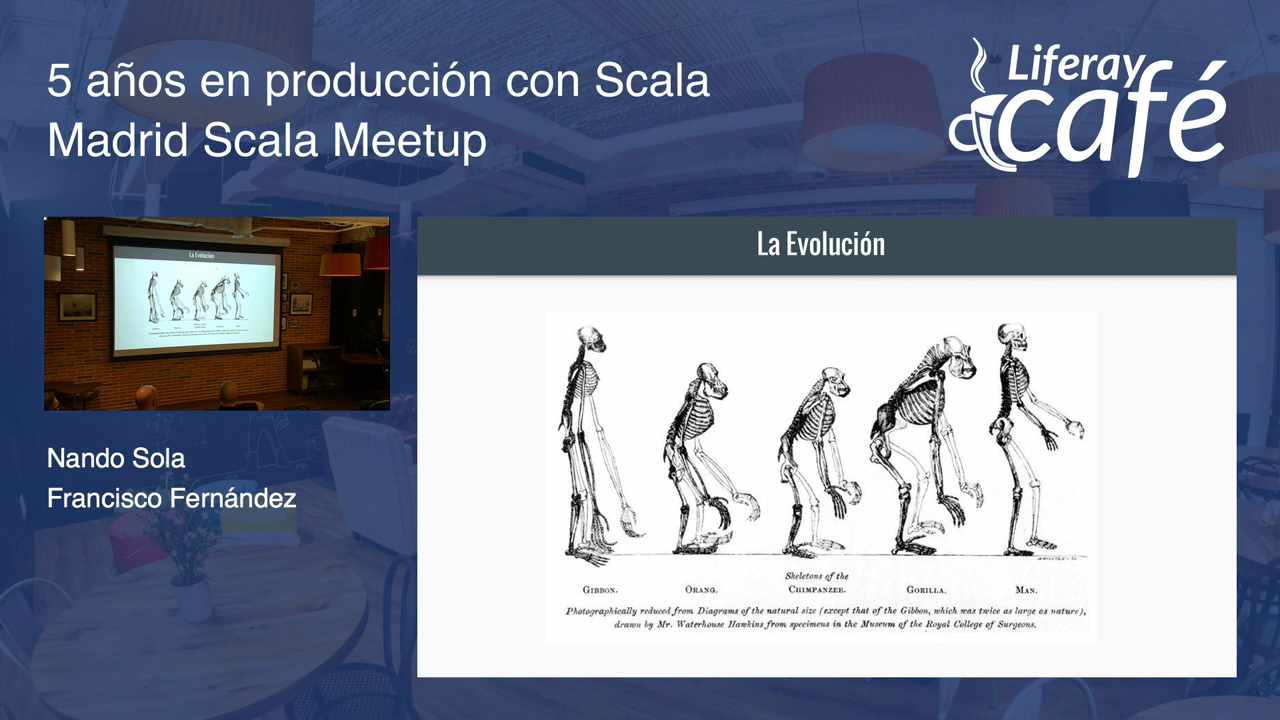 5 años en producción con Scala
Madrid Scala Meetup
Liferay
café
La Evolución
La Evolución
Nando Sola
Francisco Fernández
Skeletons of the
GIBBON. ORANG. CHIMPANZEE. GORILLA. MAN.
Photographically reduced from Diagrams of the natural size (except that of the Gibbon, which was twice as large as nature),
drawn by Mr. Waterhouse Hawkins from specimens in the Museum of the Royal College of Surgeons.